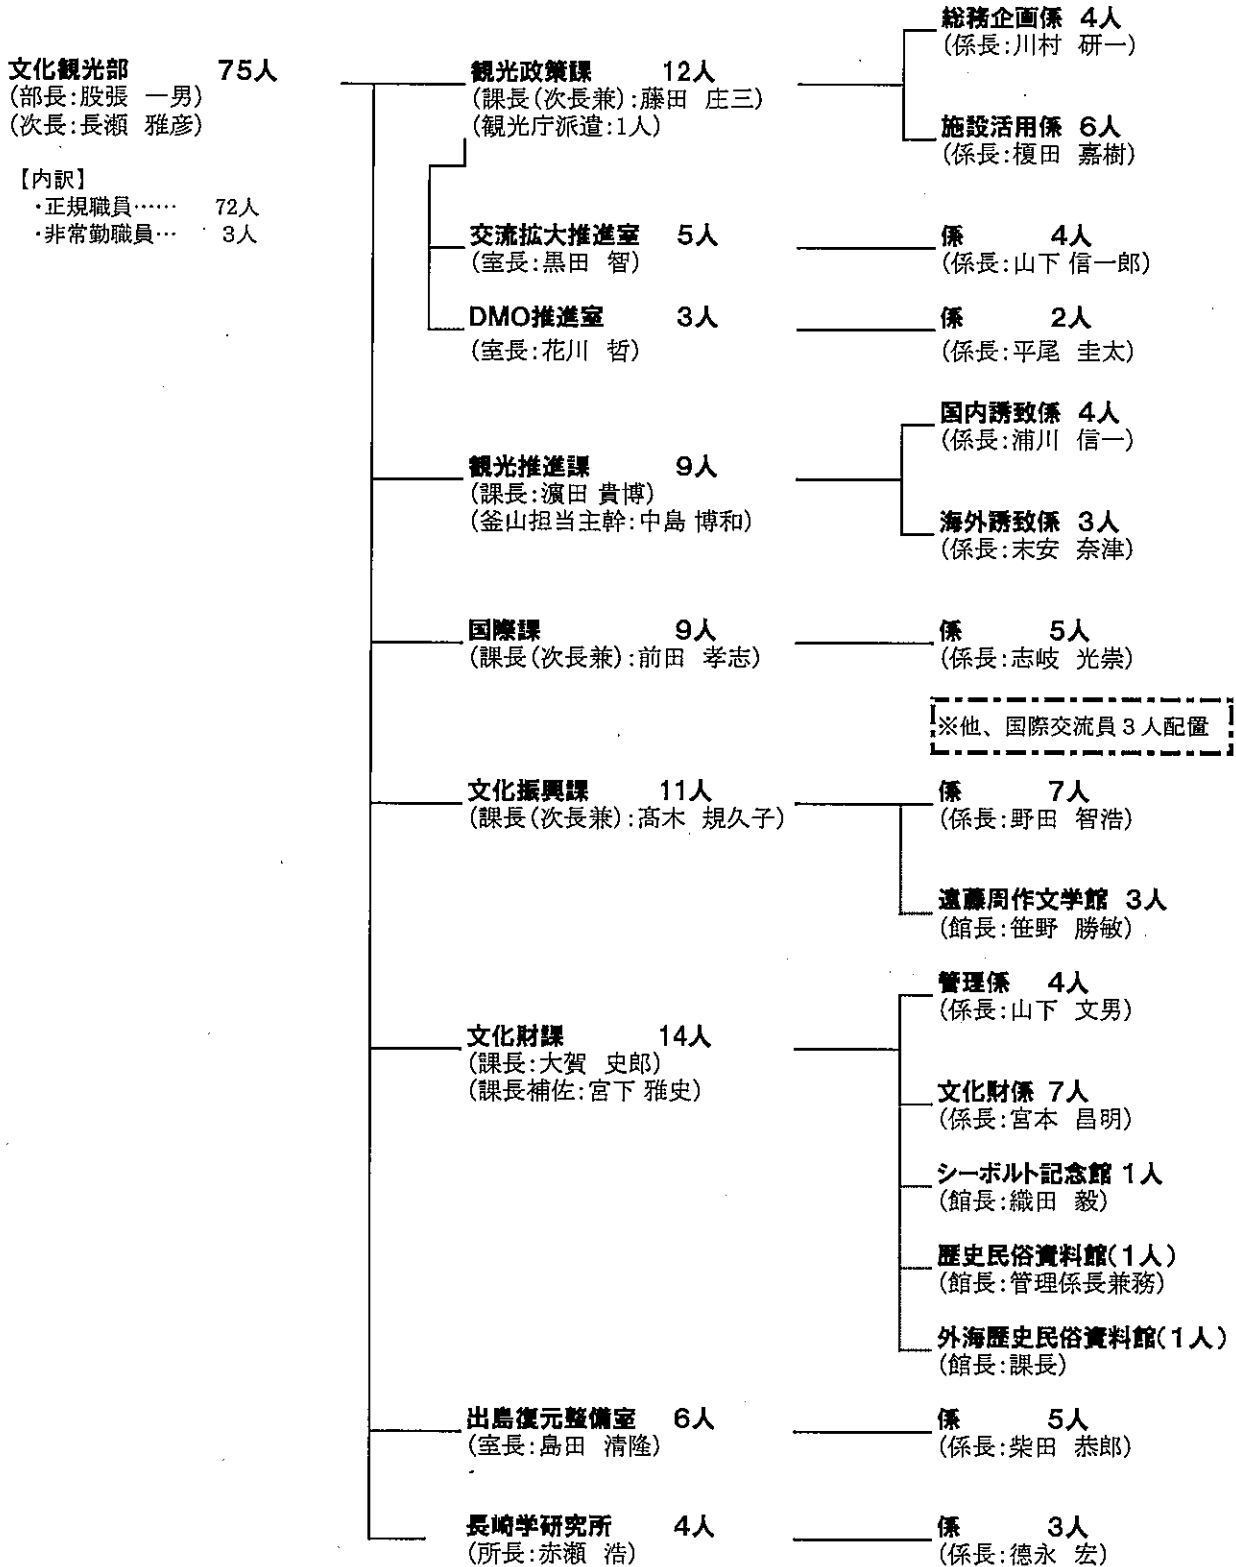 文化観光部 75人
(部長:股張 一男)
(次長:長瀬 雅彦)
【内訳】
・正規職員…… 72人
・非常勤職員… 3人
観光政策課 12人
(課長(次長兼):藤田 庄三)
(観光庁派遣:1人)
総務企画係 4人
(係長:川村 研一)
施設活用係 6人
(係長:榎田 嘉樹)
交流拡大推進室 5人
(室長:黒田 智)
係 4人
(係長:山下 信一郎)
DMO推進室 3人
(室長:花川 哲)
係 2人
(係長:平尾 圭太)
観光推進課 9人
(課長:濵田 貴博)
(釜山担当主幹:中島 博和)
国内誘致係 4人
(係長:浦川 信一)
海外誘致係 3人
(係長:末安 奈津)
国際課 9人
(課長(次長兼):前田 孝志)
係 5人
(係長:志岐 光崇)
※他、国際交流員3人配置
文化振興課 11人
(課長(次長兼):髙木 規久子)
係 7人
(係長:野田 智浩)
遠藤周作文学館 3人
(館長:笹野 勝敏)
文化財課 14人
(課長:大賀 史郎)
(課長補佐:宮下 雅史)
管理係 4人
(係長:山下 文男)
文化財係 7人
(係長:宮本 昌明)
シーボルト記念館 1人
(館長:織田 毅)
歴史民俗資料館(1人)
(館長:管理係長兼務)
外海歴史民俗資料館(1人)
(館長:課長)
出島復元整備室 6人
(室長:島田 清隆)
係 5人
(係長:柴田 恭郎)
長崎学研究所 4人
(所長:赤瀬 浩)
係 3人
(係長:德永 宏)